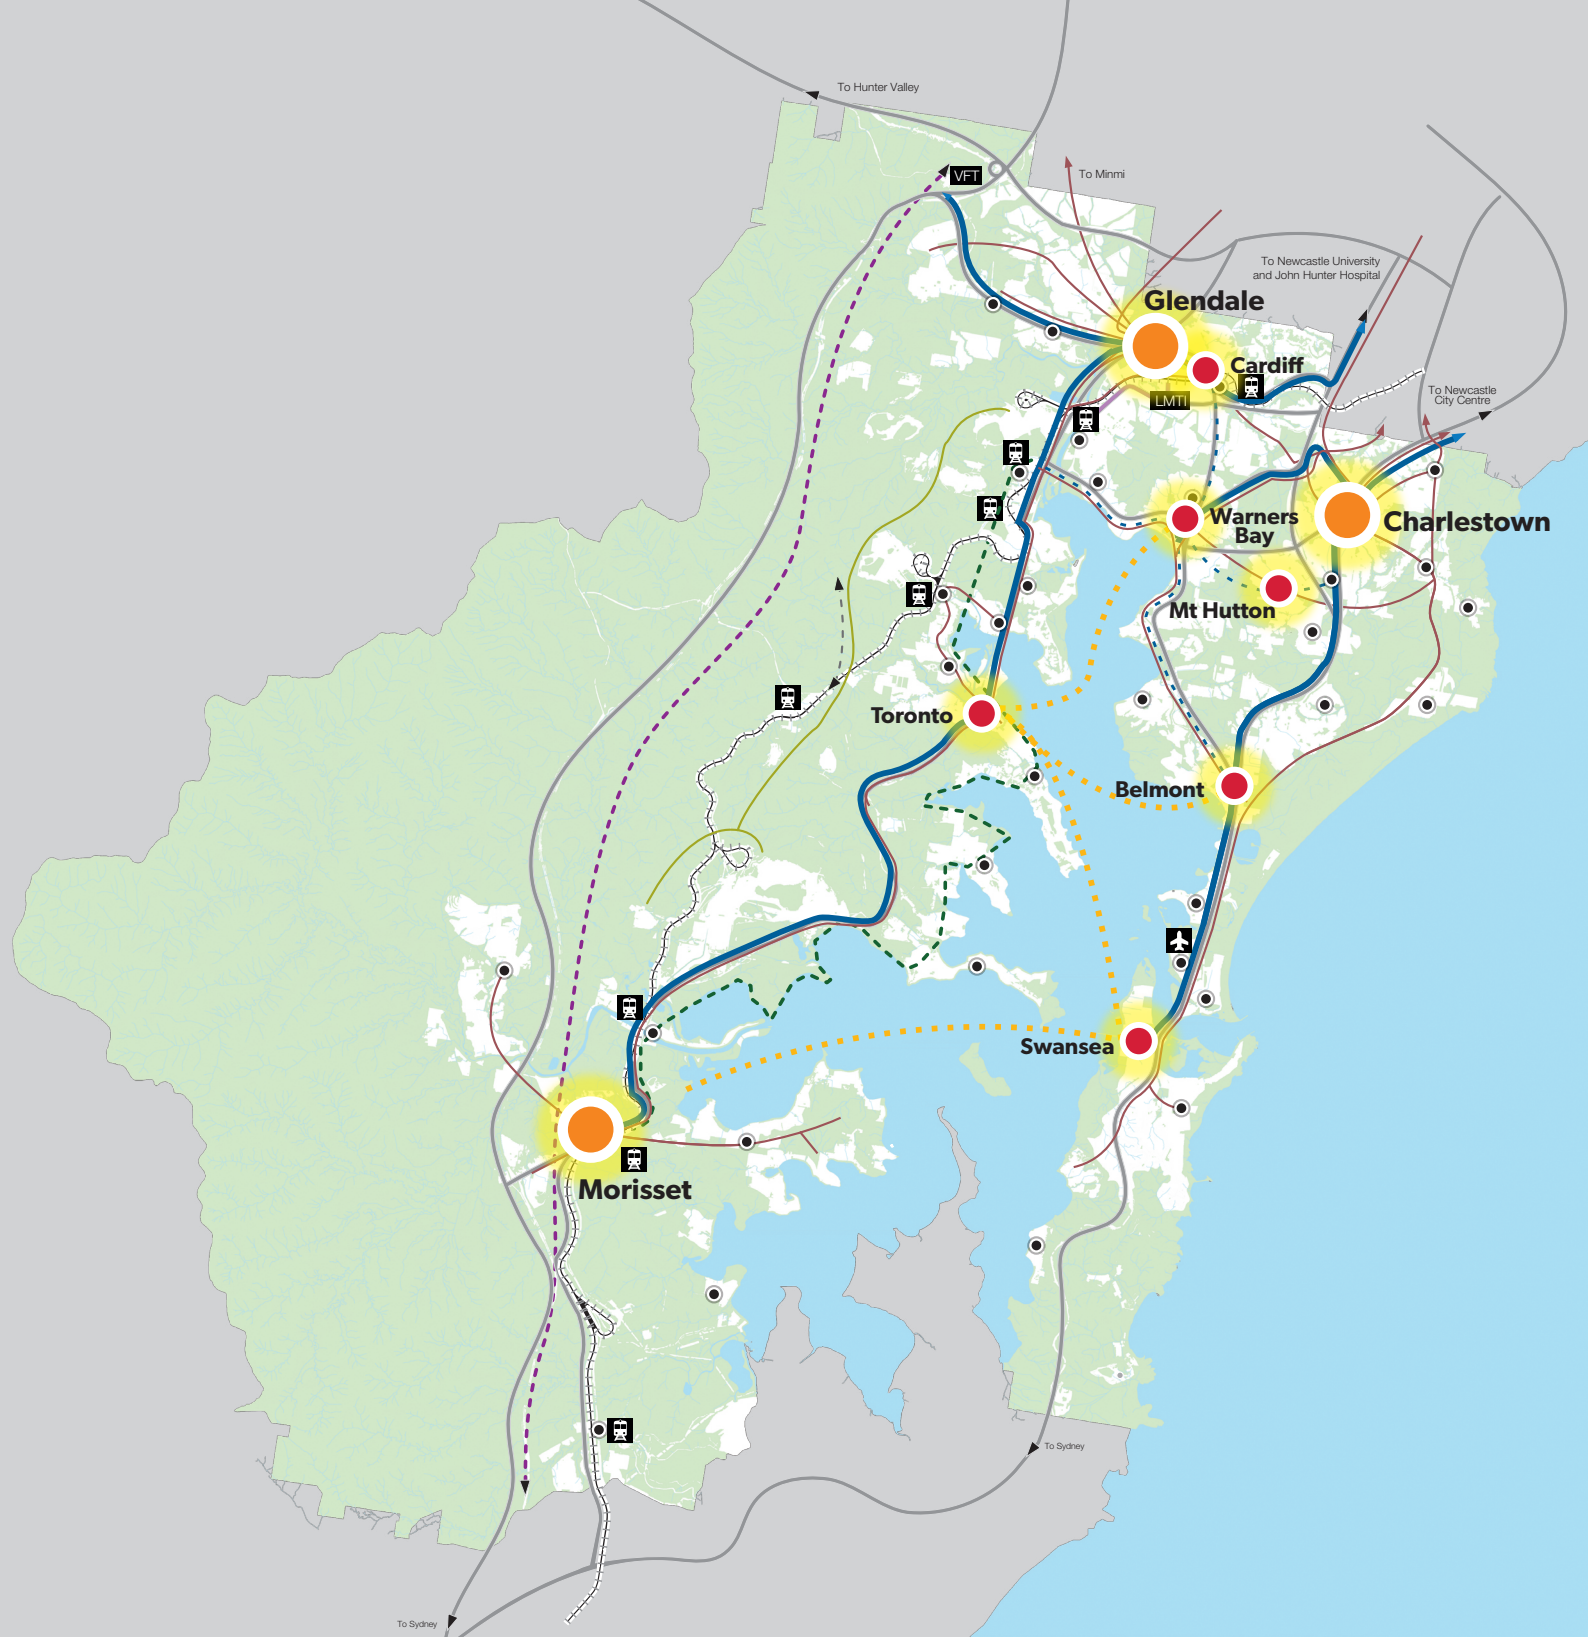 To Hunter Valley
VFT
To Minmi
To Newcastle University
and John Hunter Hospital
Glendale
Cardiff
LMTI
To Newcastle
City Centre
Warners
Bay
Charlestown
Mt Hutton
Toronto
Belmont
Swansea
Morisset
To Sydney
To Sydney